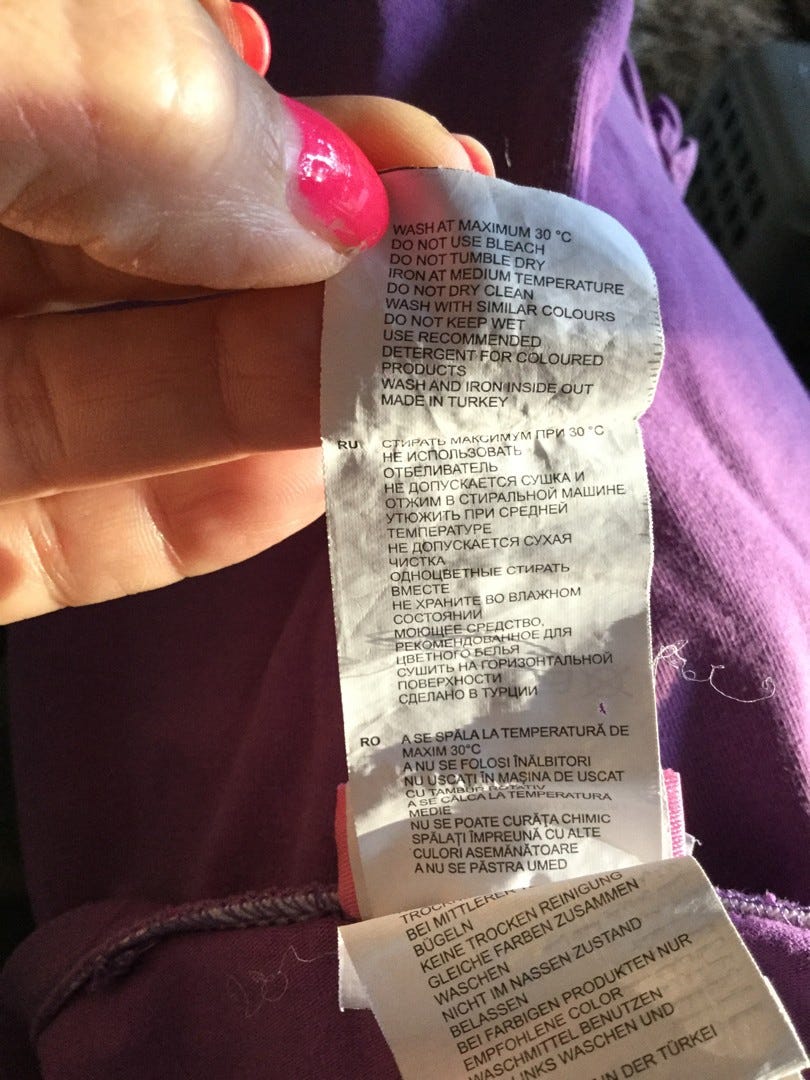 WASH AT MAXIMUM 30 °C
DO NOT USE BLEACH
DO NOT TUMBLE DRY
IRON AT MEDIUM TEMPERATURE
DO NOT DRY CLEAN
WASH WITH SIMILAR COLOURS
DO NOT KEEP WET
USE RECOMMENDED
DETERGENT FOR COLOURED
PRODUCTS
WASH AND IRON INSIDE OUT
MADE IN TURKEY
RU СТИРАТЬ МАКСИМУМ ПРИ 30 °C
НЕ ИСПОЛЬЗОВАТЬ
ОТБЕЛИВАТЕЛЬ
НЕ ДОПУСКАЕТСЯ СУШКА И
ОТЖИМ В СТИРАЛЬНОЙ МАШИНЕ
УТЮЖИТЬ ПРИ СРЕДНЕЙ
ТЕМПЕРАТУРЕ
НЕ ДОПУСКАЕТСЯ СУХАЯ
ЧИСТКА
ОДНОЦВЕТНЫЕ СТИРАТЬ
ВМЕСТЕ
НЕ ХРАНИТЕ ВО ВЛАЖНОМ
СОСТОЯНИИ
МОЮЩЕЕ СРЕДСТВО,
РЕКОМЕНДОВАННОЕ ДЛЯ
ЦВЕТНОГО БЕЛЬЯ
СУШИТЬ НА ГОРИЗОНТАЛЬНОЙ
ПОВЕРХНОСТИ
СДЕЛАНО В ТУРЦИИ
RO A SE SPĂLA LA TEMPERATURĂ DE
MAXIM 30°C
A NU SE FOLOSI ÎNĂLBITORI
NU USCAȚI ÎN MAȘINA DE USCAT
CU TAMBUR ROTATIV
A SE CĂLCA LA TEMPERATURA
MEDIE
NU SE POATE CURĂȚA CHIMIC
SPĂLAȚI ÎMPREUNĂ CU ALTE
CULORI ASEMĂNĂTOARE
A NU SE PĂSTRA UMED
BEI MITTLERER
BÜGELN
KEINE TROCKEN REINIGUNG
GLEICHE FARBEN ZUSAMMEN
WASCHEN
NICHT IM NASSEN ZUSTAND
BELASSEN
BEI FARBIGEN PRODUKTEN NUR
EMPFOHLENE COLOR
WASCHMITTEL BENUTZEN
LINKS WASCHEN UND
IN DER TÜRKEI